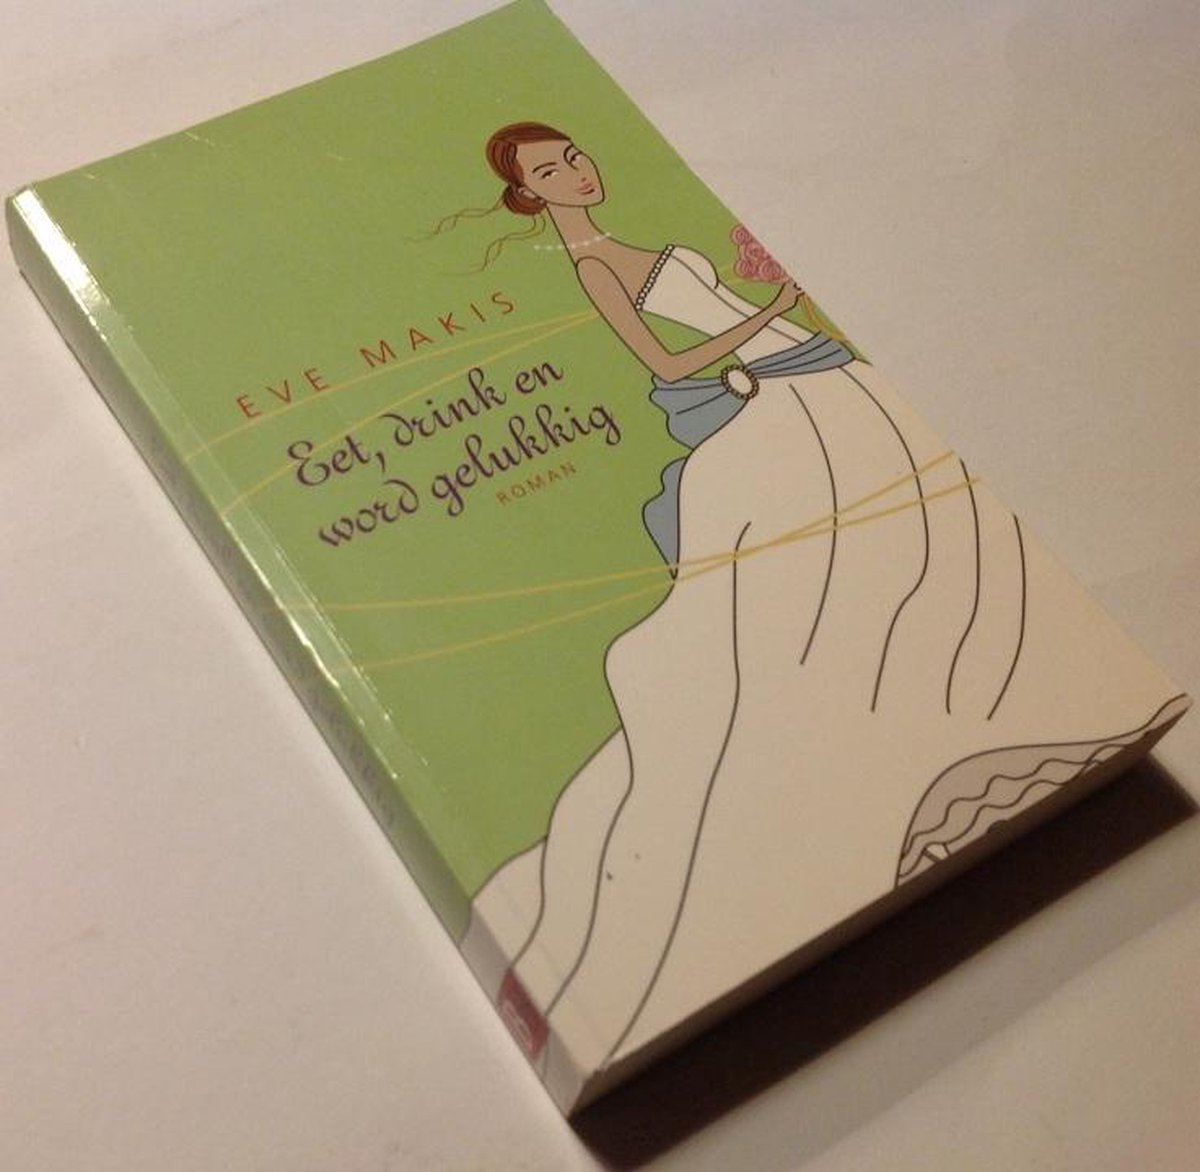 EVE MAKIS
Eet, drink en
word gelukkig
ROMAN